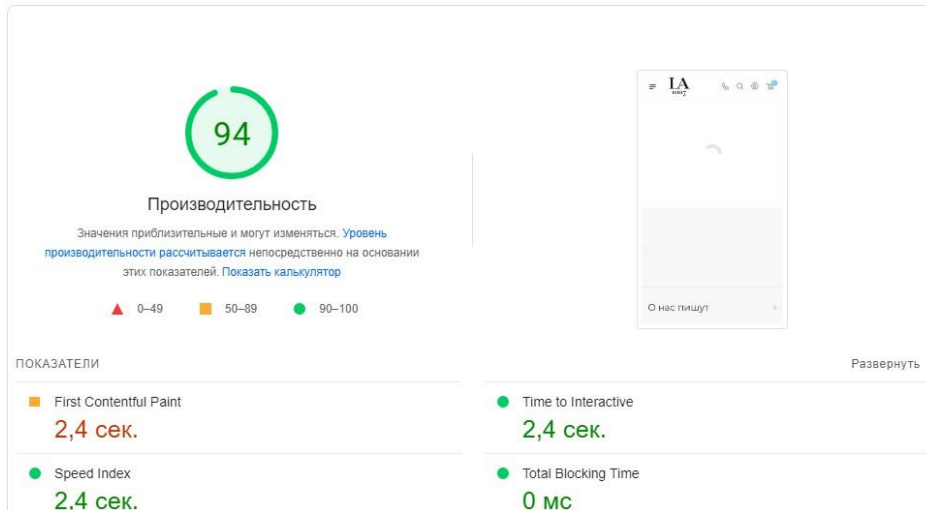 94
Производительность
Значения приблизительные и могут изменяться. Уровень
производительности рассчитывается непосредственно на основании
этих показателей. Показать калькулятор
0–49
50–89
90–100
LA
1007
О нас пишут
ПОКАЗАТЕЛИ
Развернуть
First Contentful Paint
2,4 сек.
Time to Interactive
2,4 сек.
Speed Index
2,4 сек.
Total Blocking Time
0 мс